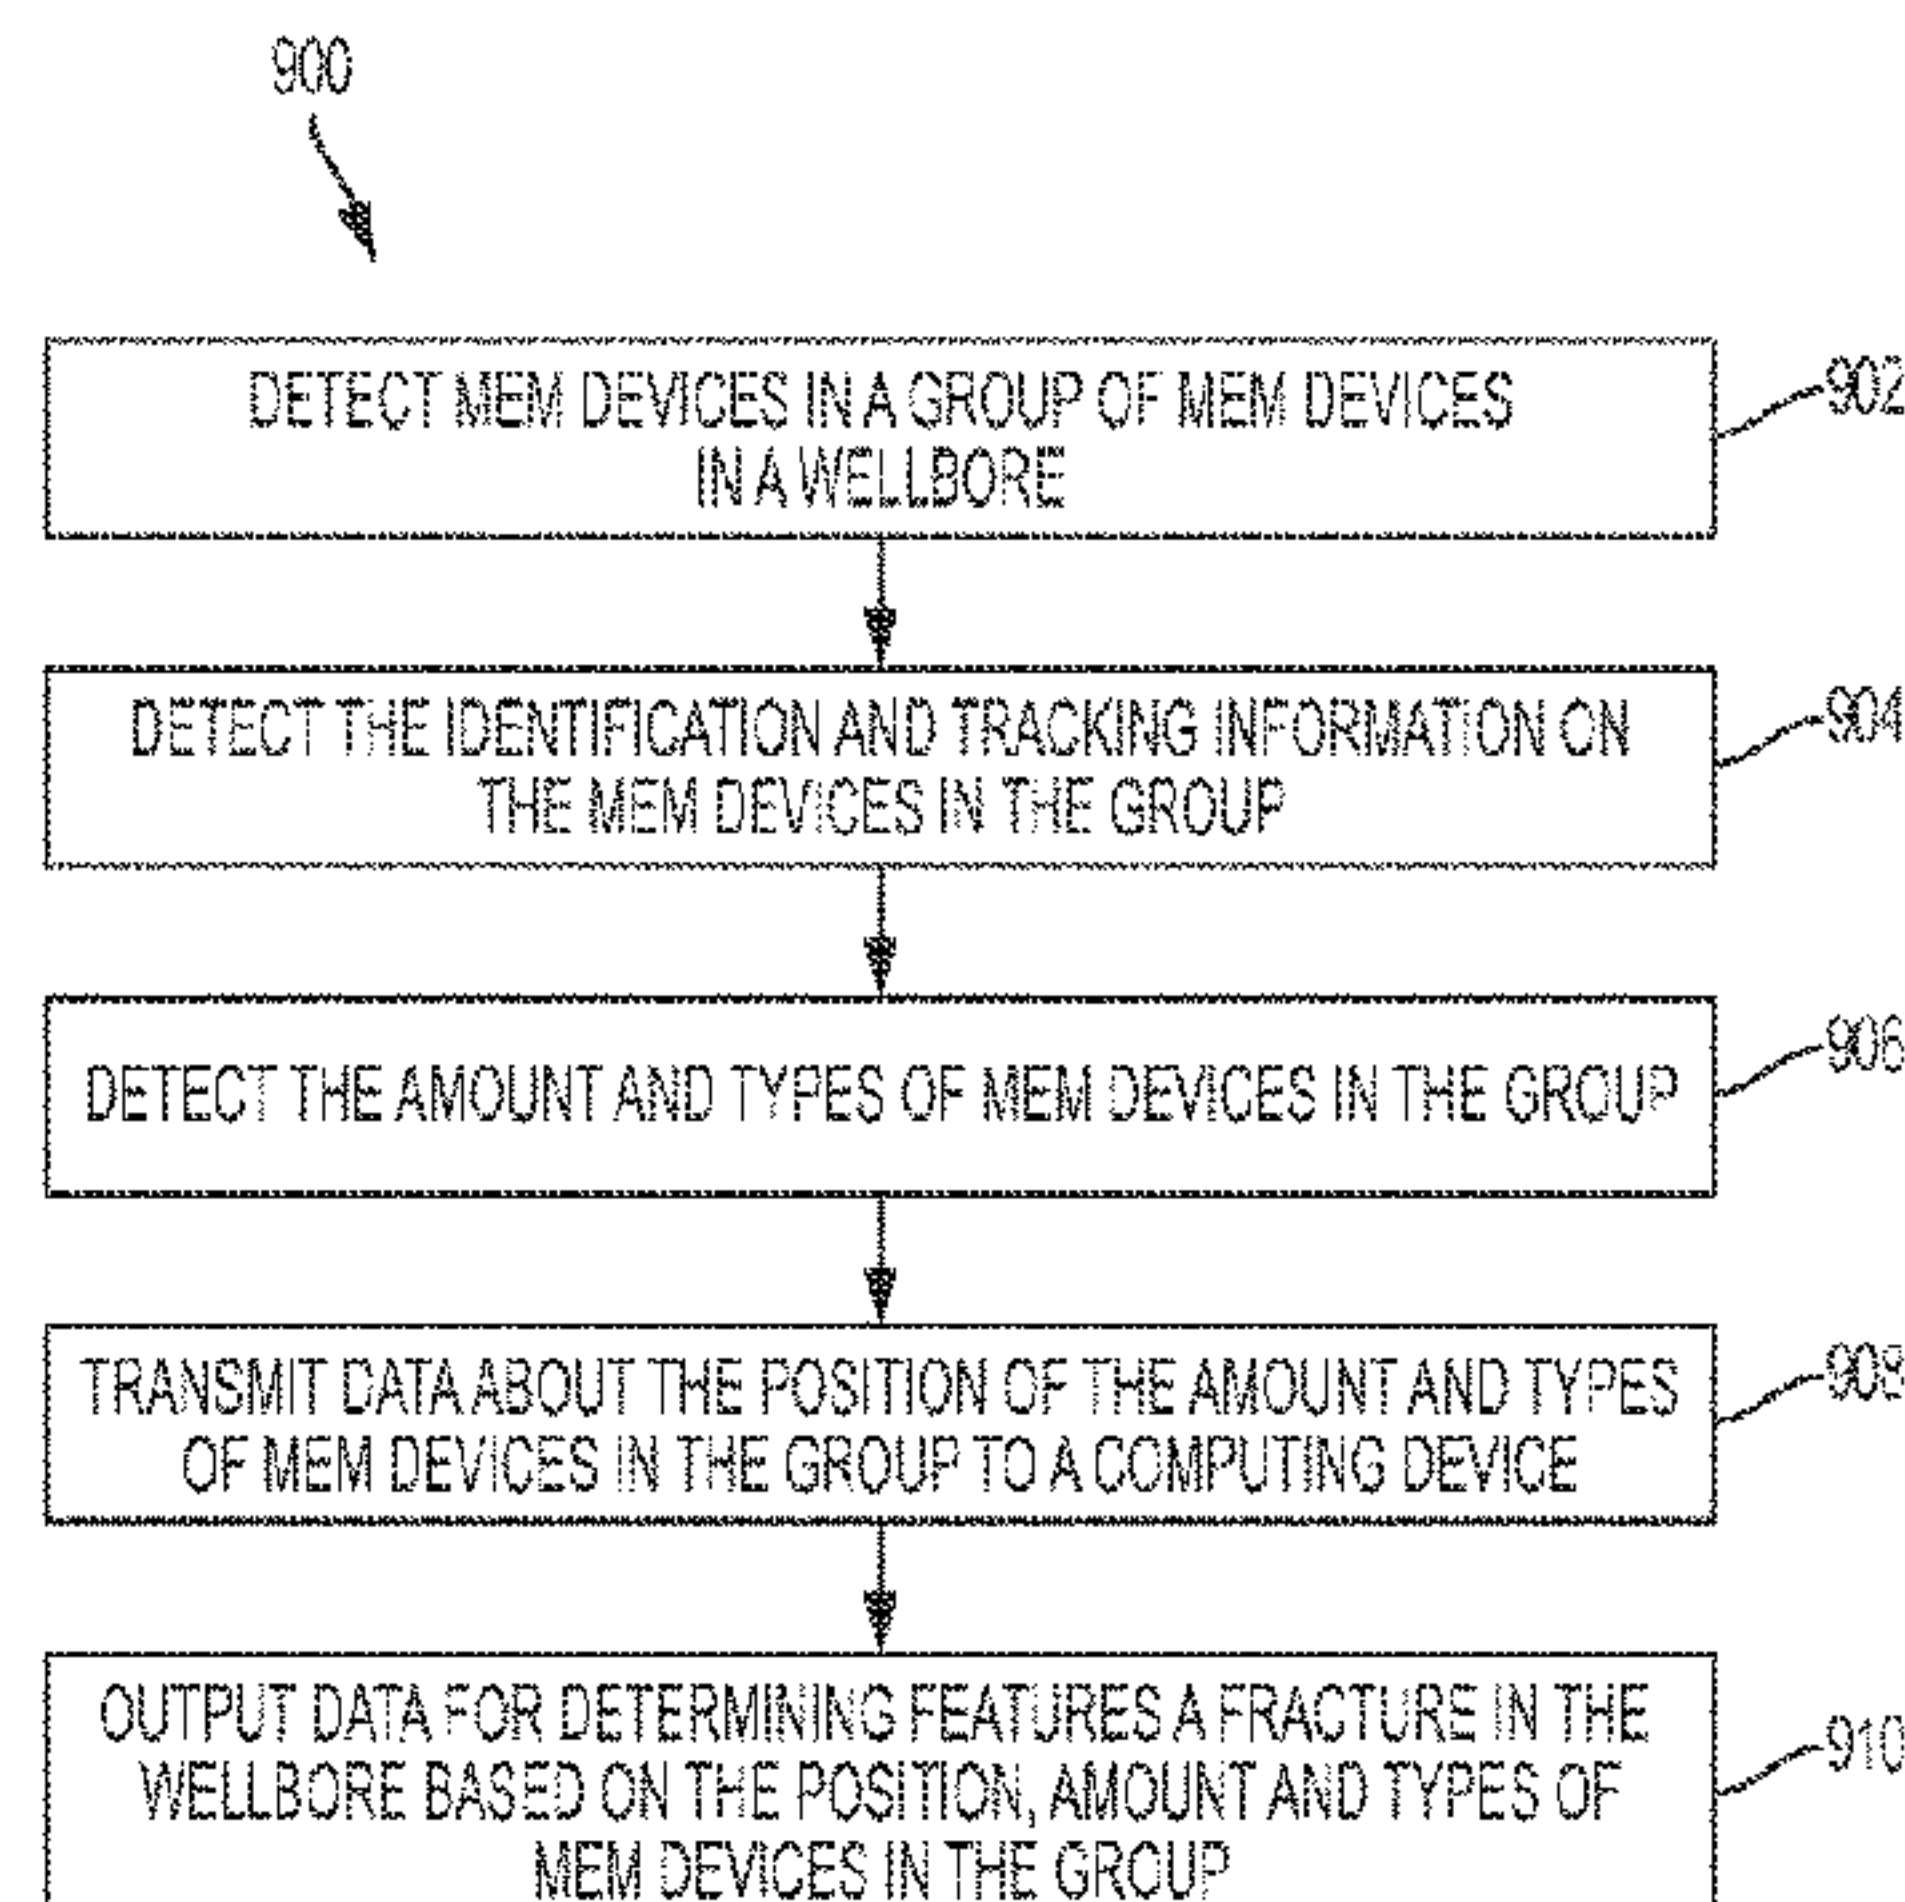 900
DETECT MEM DEVICES IN A GROUP OF MEM DEVICES
IN A WELLBORE
902
DETECT THE IDENTIFICATION AND TRACKING INFORMATION ON
THE MEM DEVICES IN THE GROUP
904
DETECT THE AMOUNT AND TYPES OF MEM DEVICES IN THE GROUP
906
TRANSMIT DATA ABOUT THE POSITION OF THE AMOUNT AND TYPES
OF MEM DEVICES IN THE GROUP TO A COMPUTING DEVICE
908
OUTPUT DATA FOR DETERMINING FEATURES A FRACTURE IN THE
WELLBORE BASED ON THE POSITION, AMOUNT AND TYPES OF
MEM DEVICES IN THE GROUP
910